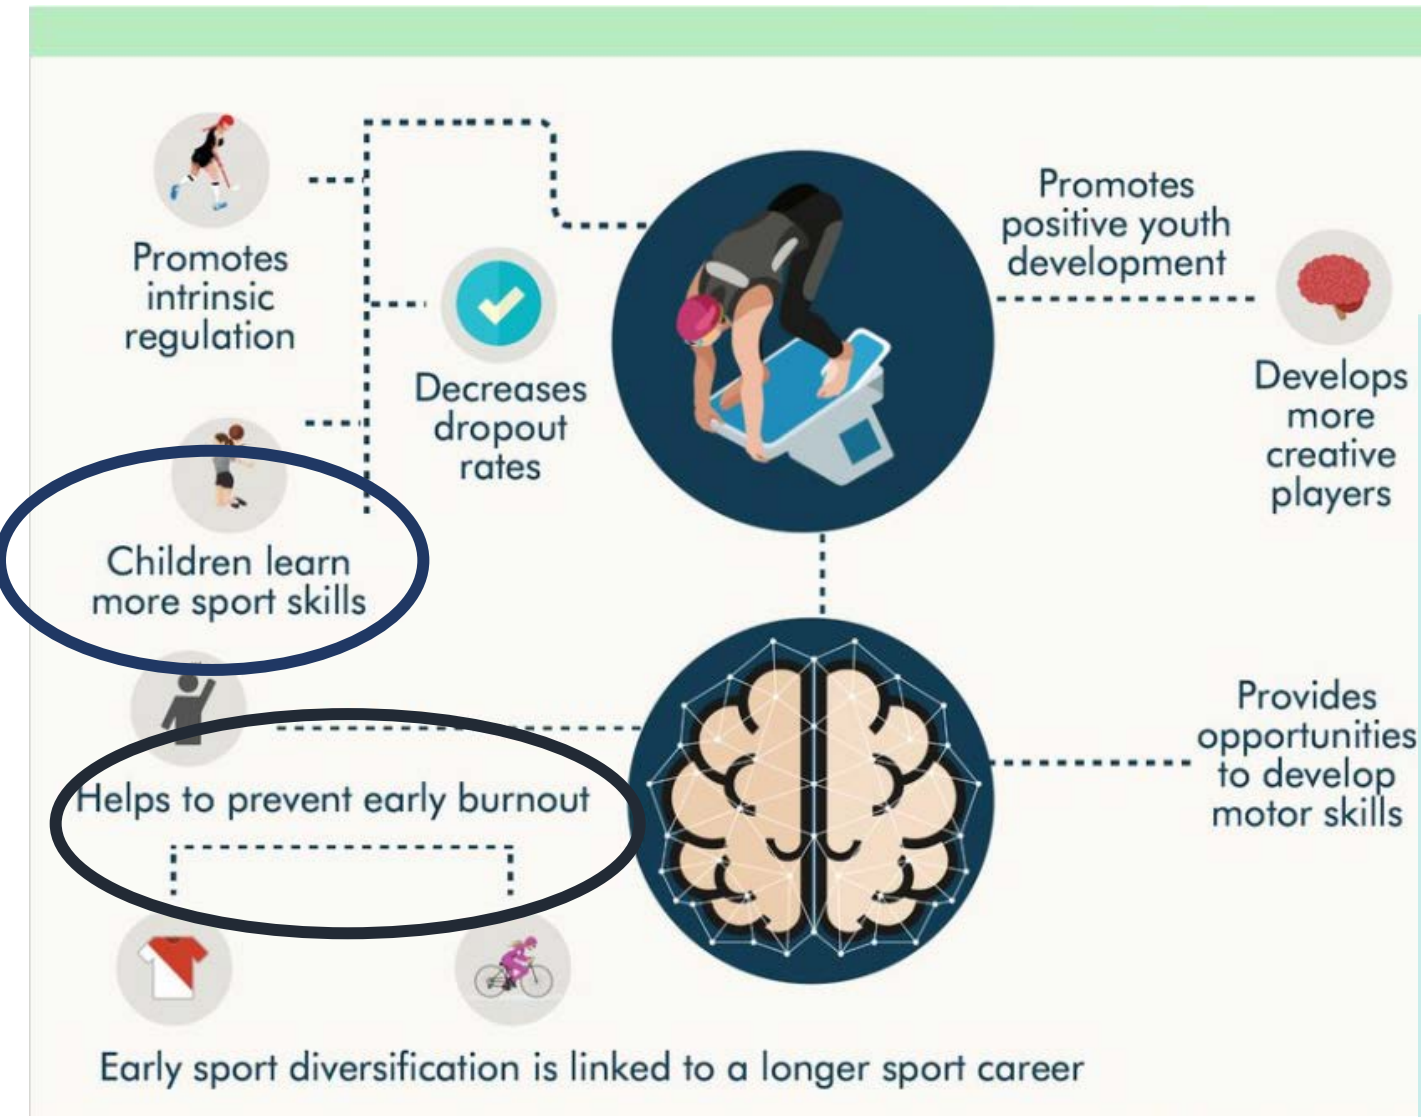 Promotes
intrinsic
regulation
Decreases
dropout
rates
Promotes
positive youth
development
Develops
more
creative
players
Children learn
more sport skills
Helps to prevent early burnout
Provides
opportunities
to develop
motor skills
Early sport diversification is linked to a longer sport career